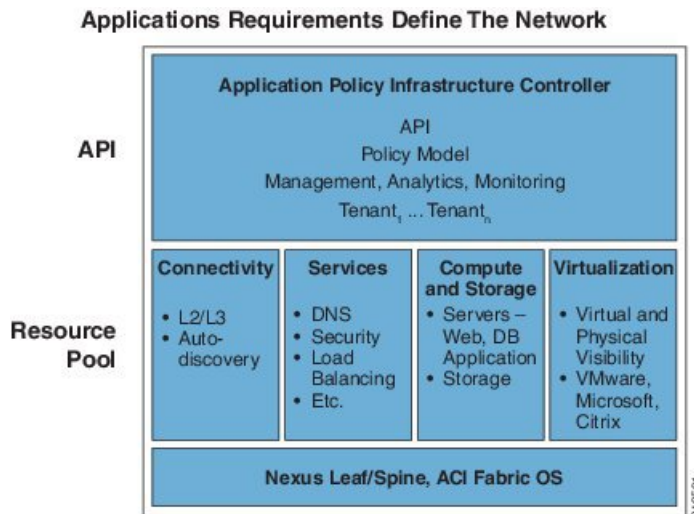 Applications Requirements Define The Network
API
Application Policy Infrastructure Controller
API
Policy Model
Management, Analytics, Monitoring
Tenant₁ ... Tenantₙ
Resource
Pool
Connectivity
• L2/L3
• Auto-
discovery
Services
• DNS
• Security
• Load
Balancing
• Etc.
Compute
and Storage
• Servers –
Web, DB
Application
• Storage
Virtualization
• Virtual and
Physical
Visibility
• VMware,
Microsoft,
Citrix
Nexus Leaf/Spine, ACI Fabric OS